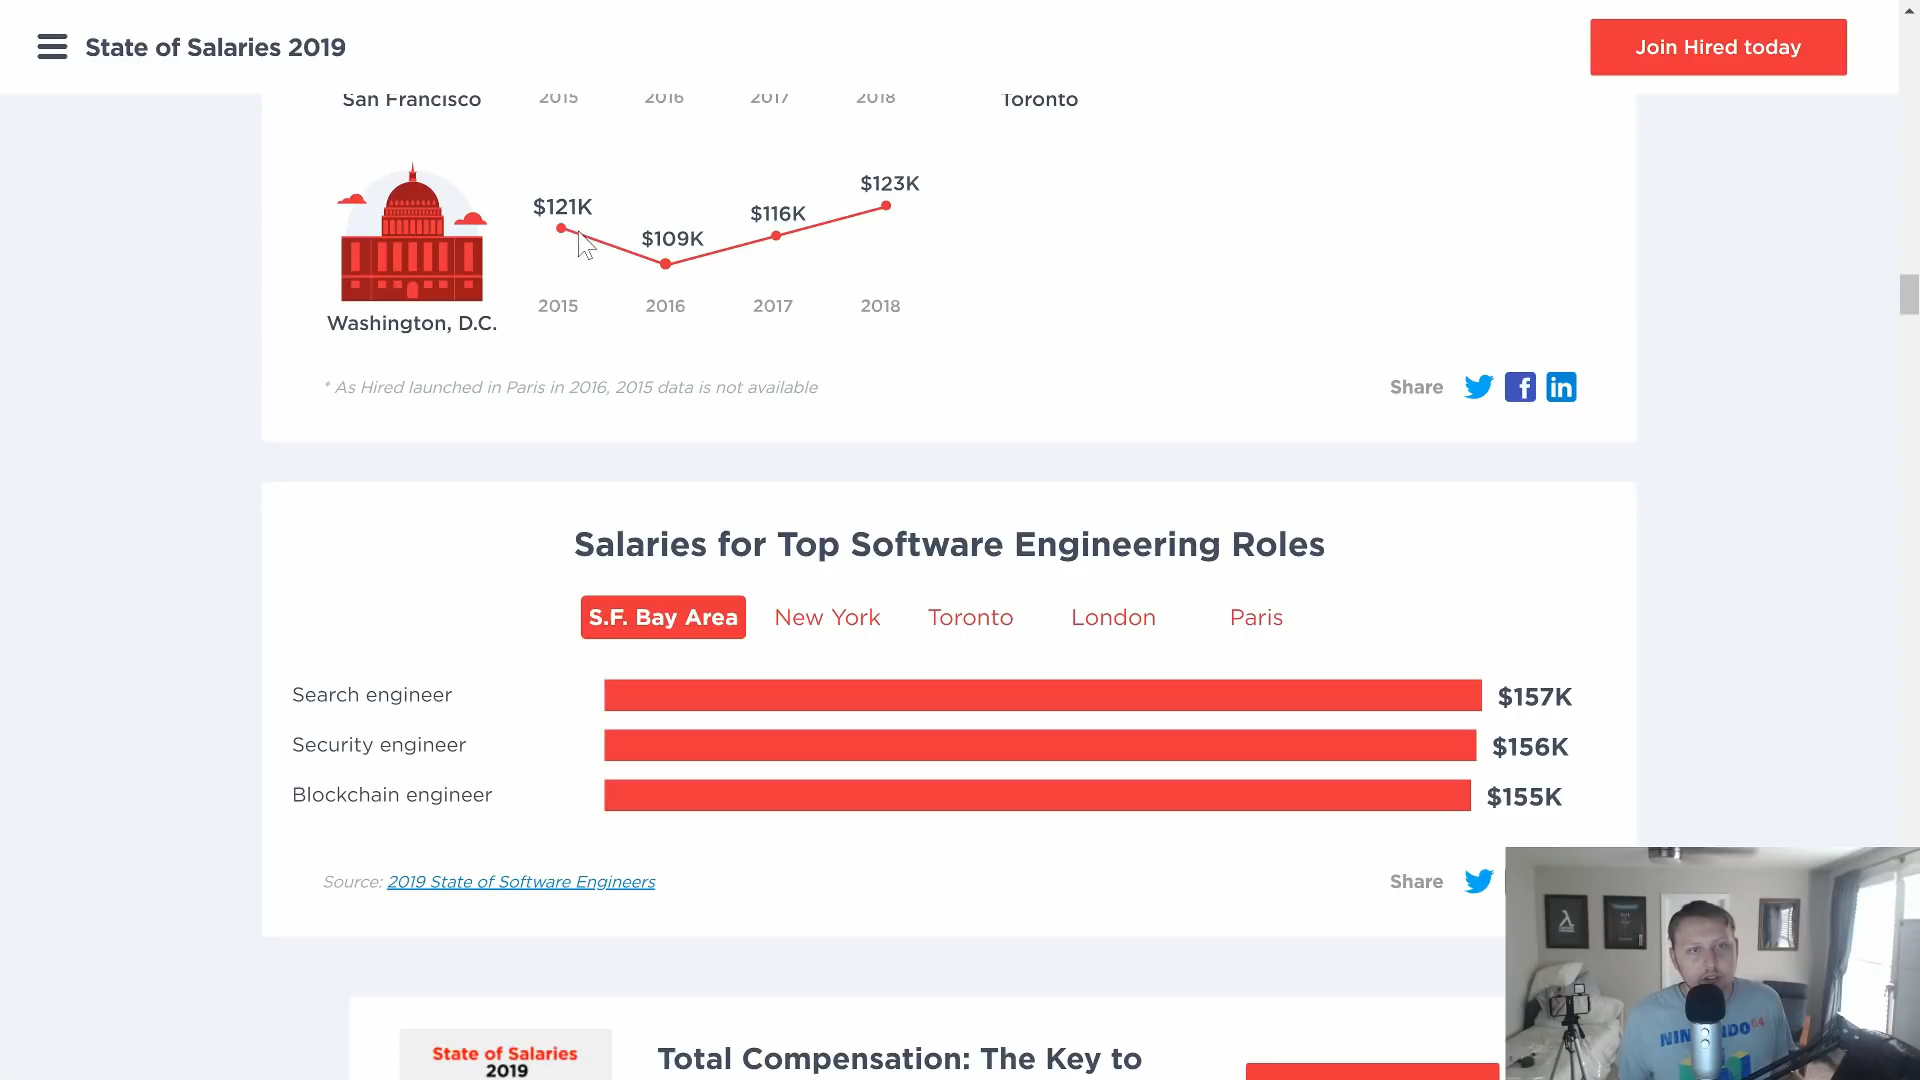 State of Salaries 2019
Join Hired today
San Francisco
2015 2016 2017 2018
Toronto
$121K
$109K
$116K
$123K
2015 2016 2017 2018
Washington, D.C.
* As Hired launched in Paris in 2016, 2015 data is not available
Share
f
in
Salaries for Top Software Engineering Roles
S.F. Bay Area New York Toronto London Paris
Search engineer $157K
Security engineer $156K
Blockchain engineer $155K
Source: 2019 State of Software Engineers
Share
State of Salaries
2019
Total Compensation: The Key to
NINTENDO64